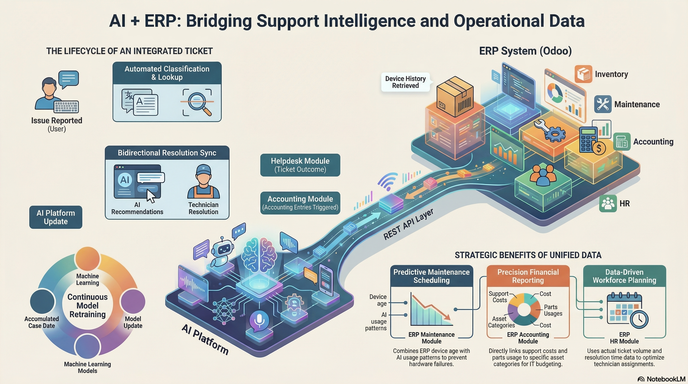 AI + ERP: Bridging Support Intelligence and Operational Data
THE LIFECYCLE OF AN INTEGRATED TICKET
Issue Reported
(User)
Automated Classification
& Lookup
A
Bidirectional Resolution Sync
AI
AI
Recommendations
Technician
Resolution
AI Platform
Update
Helpdesk Module
(Ticket Outcome)
Accounting Module
(Accounting Entries Triggered)
Machine
Learning
Continuous
Model
Retraining
Accumulated
Case Date
Model
Update
Machine Learning
Models
AI Platform
REST API Layer
ERP System (Odoo)
Device History
Retrieved
Inventory
Maintenance
Accounting
HR
STRATEGIC BENEFITS OF UNIFIED DATA
Predictive Maintenance
Scheduling
Device
age
AI
usage
patterns
ERP Maintenance
Module
Combines ERP device age with
AI usage patterns to prevent
hardware failures.
Precision Financial
Reporting
Support
Costs
Cost
Parts
Usages
Asset
Categories
Cost
ERP Accounting
Module
Directly links support costs and
parts usage to specific asset
categories for IT budgeting.
Data-Driven
Workforce Planning
ERP
HR Module
Uses actual ticket volume and
resolution time data to optimize
technician assignments.
NotebookLM